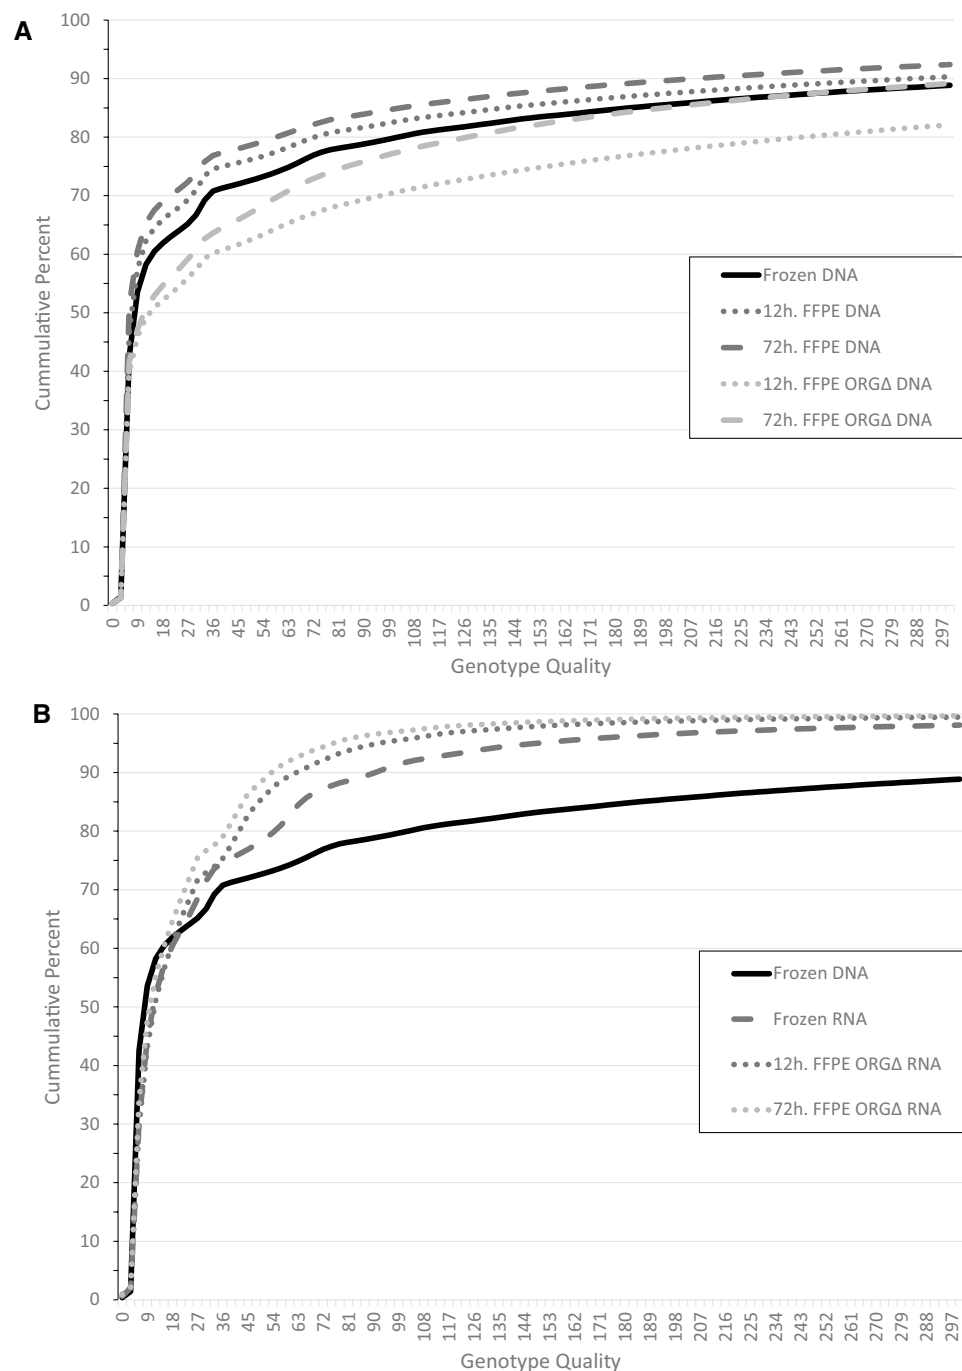 A
100
90
80
70
60
50
40
30
20
10
0
Cummulative Percent
Frozen DNA
12h. FFPE DNA
72h. FFPE DNA
12h. FFPE ORGΔ DNA
72h. FFPE ORGΔ DNA
0 9 18 27 36 45 54 63 72 81 90 99 108 117 126 135 144 153 162 171 180 189 198 207 216 225 234 243 252 261 270 279 288 297
Genotype Quality
B
100
90
80
70
60
50
40
30
20
10
0
Cummulative Percent
Frozen DNA
Frozen RNA
12h. FFPE ORGΔ RNA
72h. FFPE ORGΔ RNA
0 9 18 27 36 45 54 63 72 81 90 99 108 117 126 135 144 153 162 171 180 189 198 207 216 225 234 243 252 261 270 279 288 297
Genotype Quality